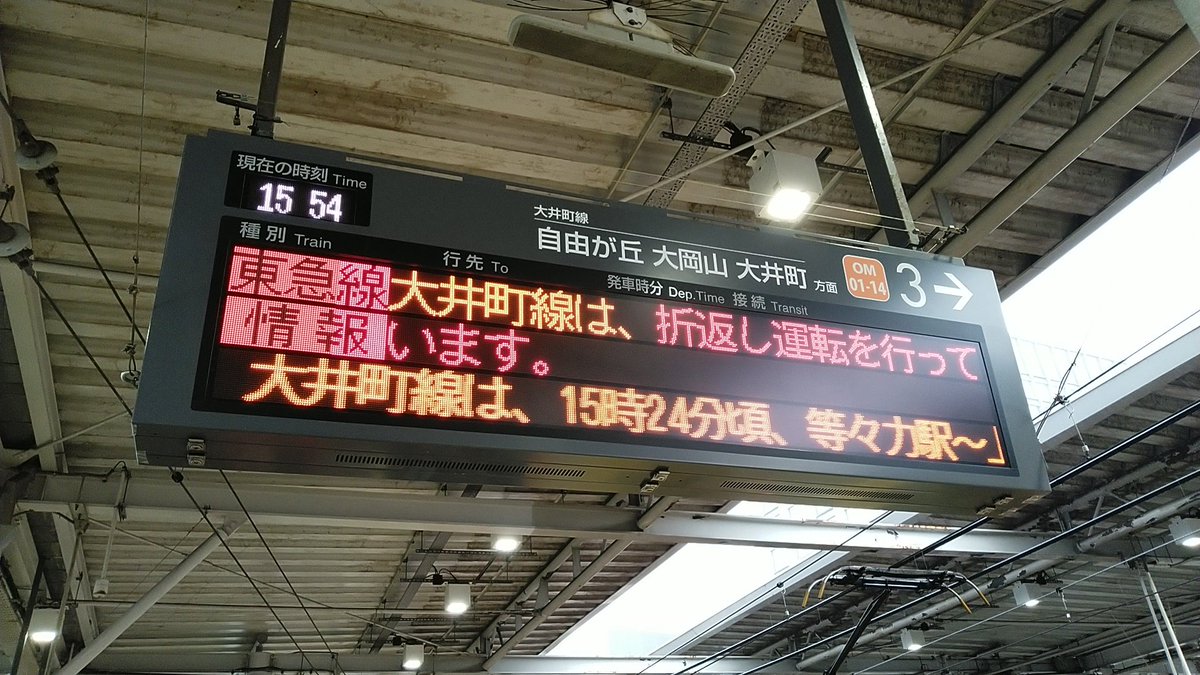 現在の時刻 Time
15 54
大井町線
自由が丘 大岡山 大井町 方面
OM
01-14
3 →
種別 Train 行先 To 発車時分 Dep.Time 接続 Transit
東急線 大井町線は、折返し運転を行って
情報 います。
大井町線は、15時24分頃、等々力駅〜」